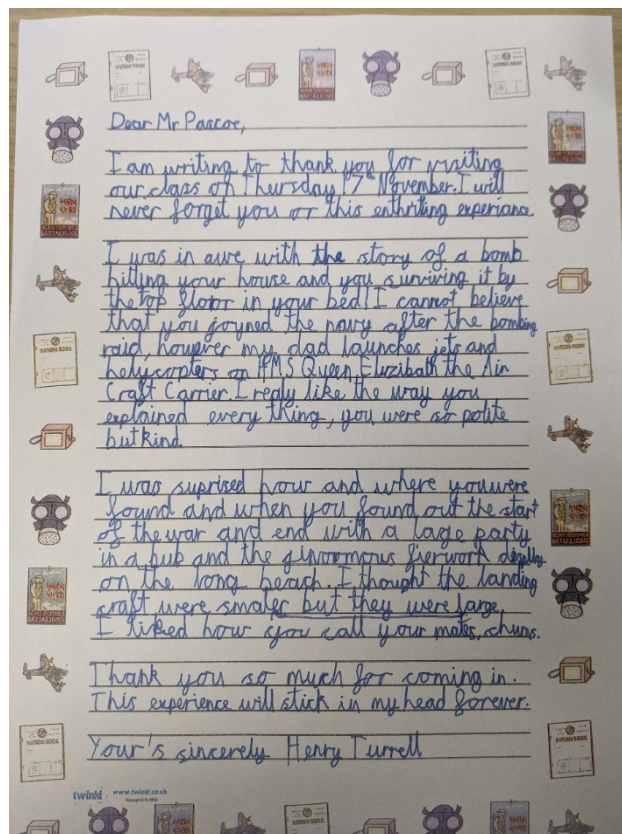 Dear Mr Pascoe,
I am writing to thank you for visiting
our class on Thursday 17th November. I will
never forget you or this enthriting experiance
I was in awe with the story of a bomb
hitting your house and you surviving it by
the top floor in your bed! I cannot believe
that you joyned the navy after the bombing
raid, however my dad launches jets and
helycopters on HMS Queen Eluzibath the Air
Craft Carrier. I reply like the way you
explained every thing, you were so polite
but kind.
I was suprised how and where you were
found and when you found out the start
of the war and end with a lage party
in a pub and the ginormous fierwork
on the long beach. I thought the landing
craft were smaler but they were large.
I liked how you call your mates, chums.
Thank you so much for coming in.
This experience will stick in my head forever.
Your's sincerely Henry Turrell
twinkl www.twinkl.co.uk